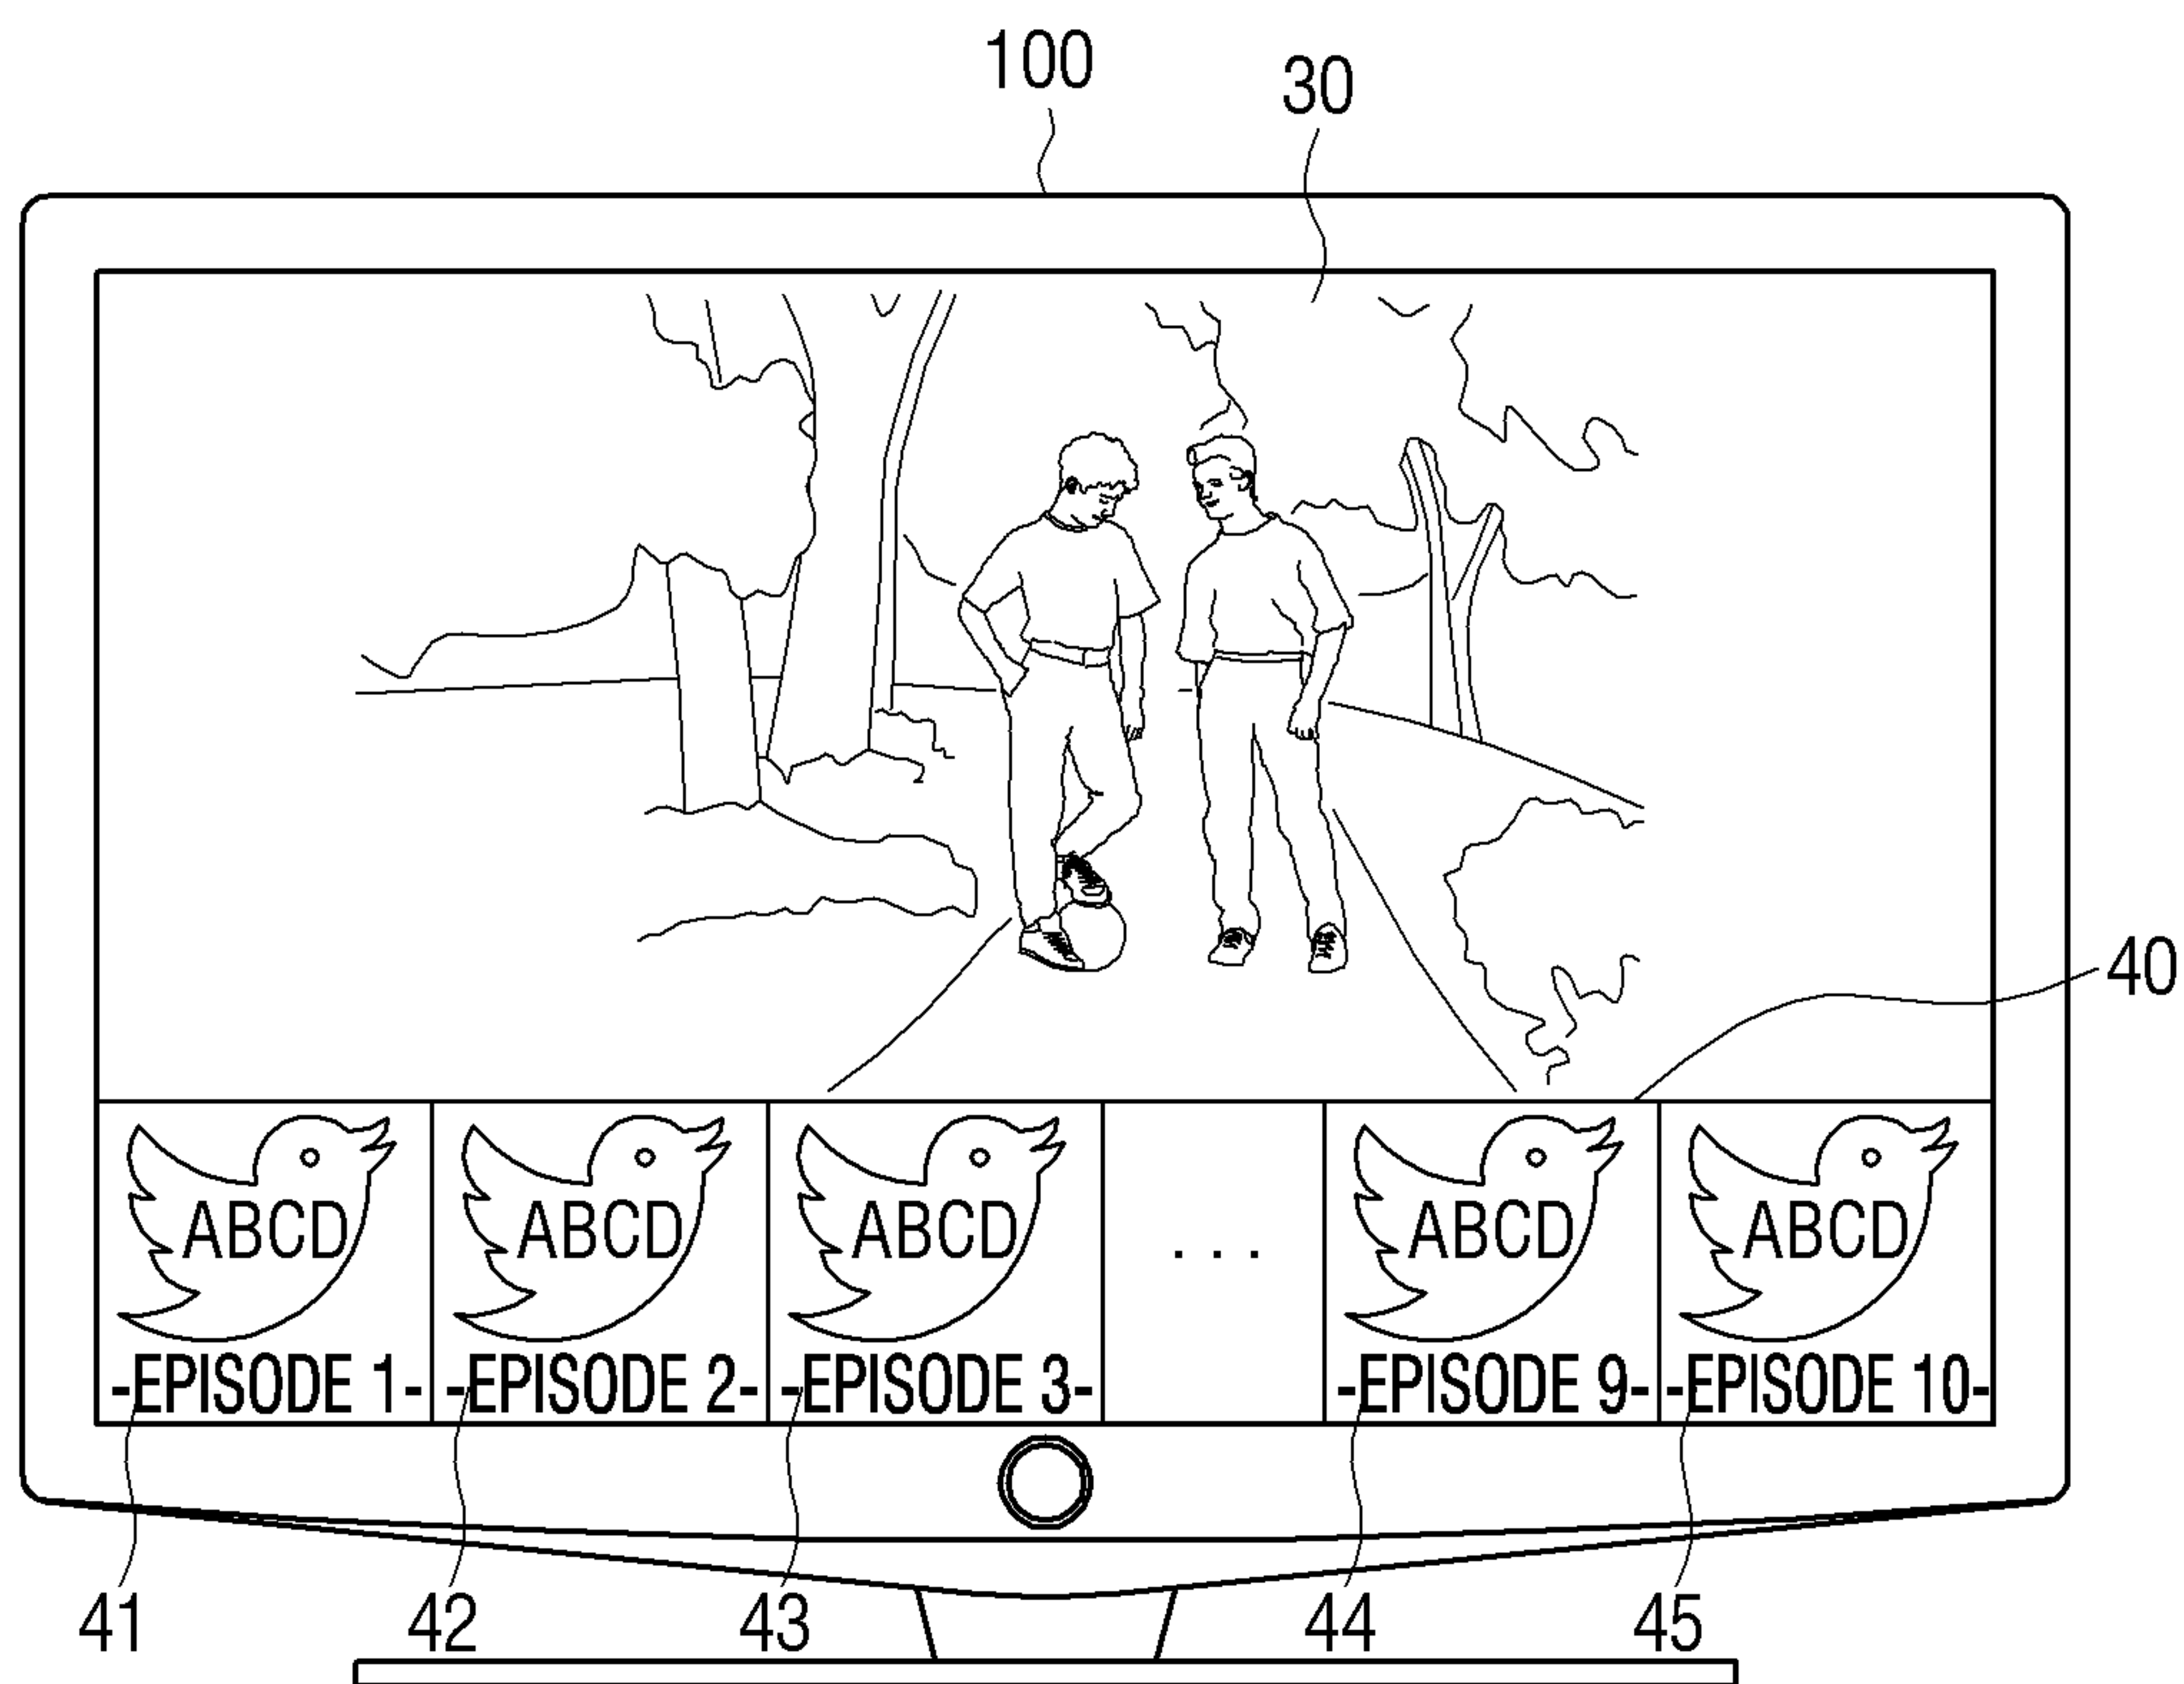 100
30
40
ABCD
ABCD
ABCD
. . .
ABCD
ABCD
-EPISODE 1-
-EPISODE 2-
-EPISODE 3-
-EPISODE 9-
-EPISODE 10-
41
42
43
44
45